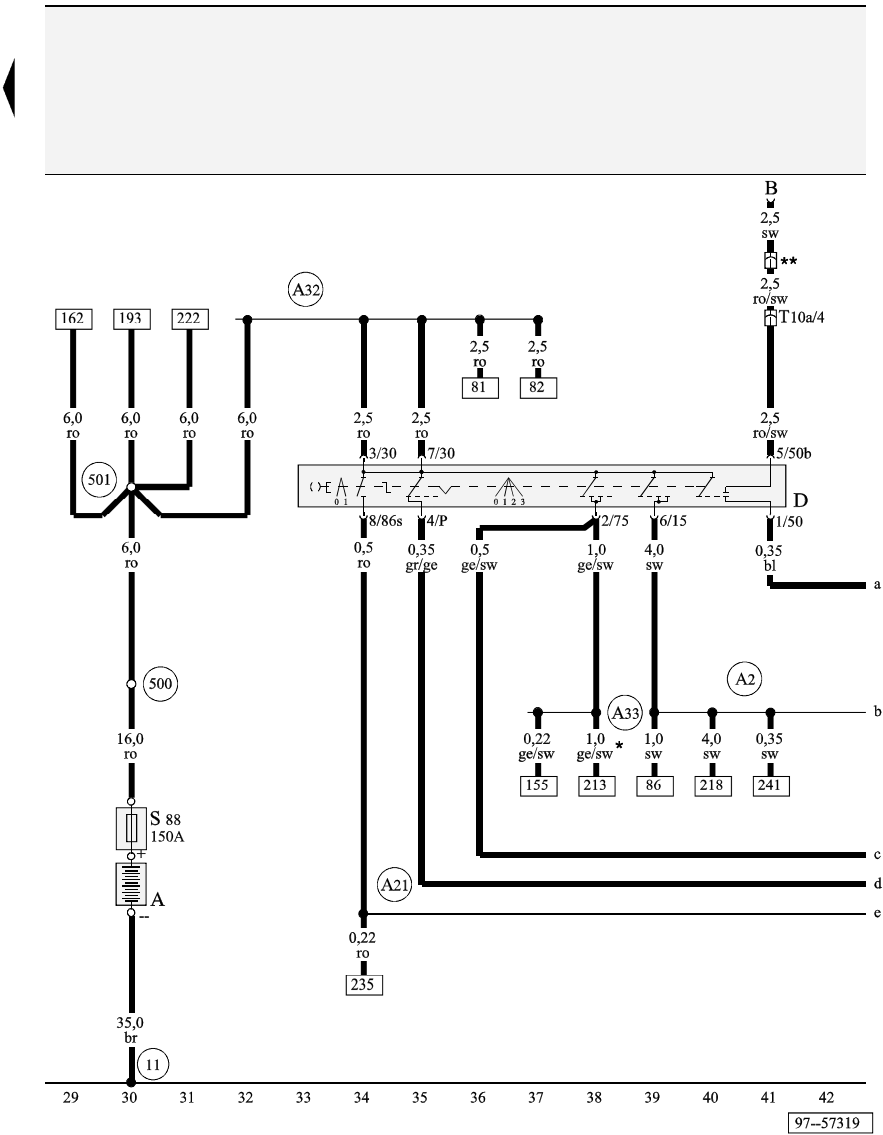 B
2,5
sw
**
2,5
ro/sw
T10a/4
A32
162 193 222
2,5 2,5
ro ro
81 82
6,0 6,0 6,0 6,0 2,5 2,5 2,5
ro ro ro ro ro ro ro/sw
3/30 7/30 5/50b
501
0 1 0 1 2 3
D
8/86s 4/P 2/75 6/15 1/50
6,0 0,5 0,35 0,5 1,0 4,0 0,35
ro ro gr/ge ge/sw ge/sw sw bl
a
500
A2
A33
b
16,0 0,22 1,0 1,0 4,0 0,35
ro ge/sw ge/sw * sw sw sw
155 213 86 218 241
S 88
150A
+
c
A21
d
A
--
e
0,22
ro
235
35,0
br
11
29 30 31 32 33 34 35 36 37 38 39 40 41 42
97--57319